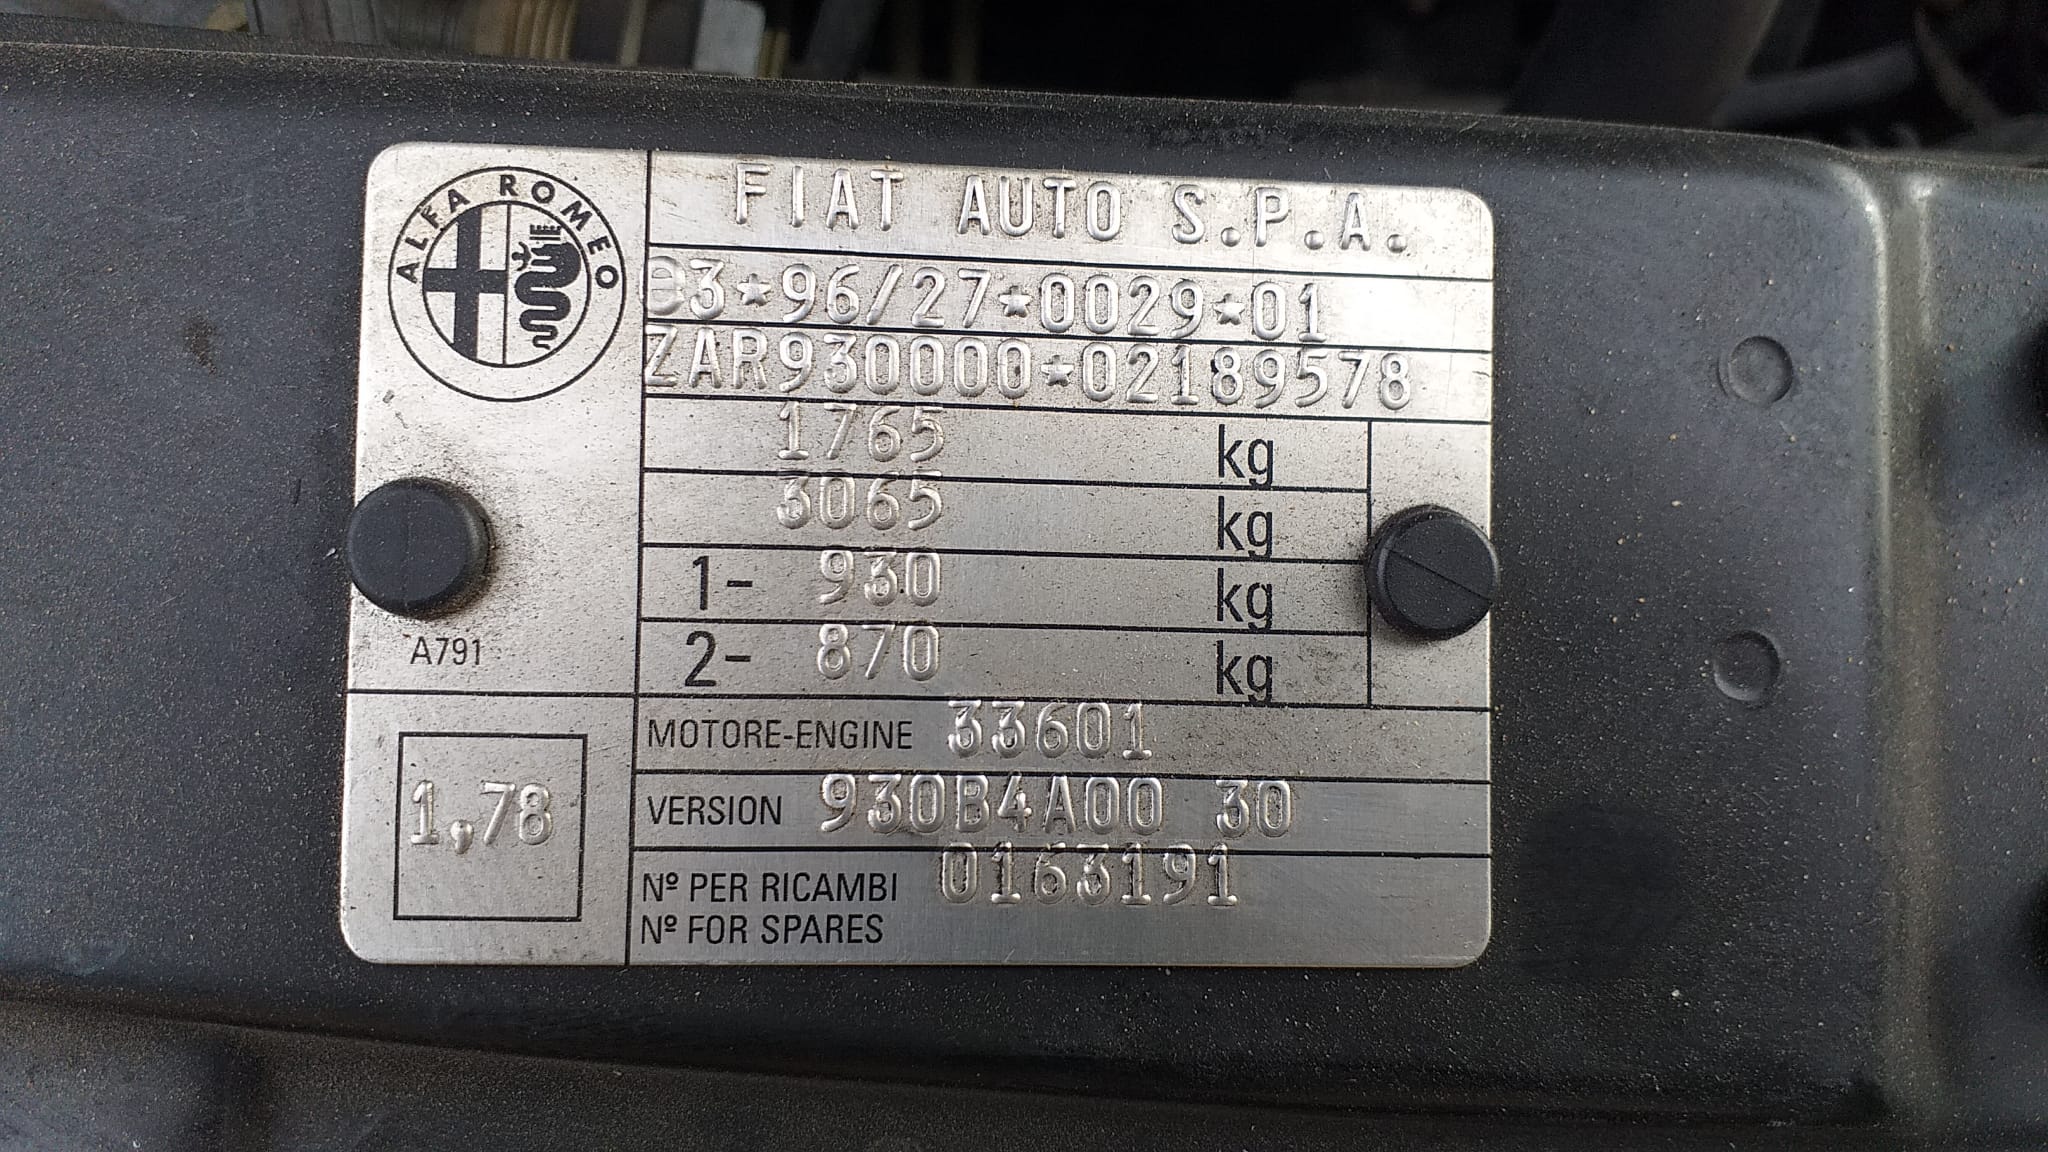 ALFA ROMEO
FIAT AUTO S.P.A.
e3*96/27*0029*01
ZAR930000*02189578
1765 kg
3065 kg
1- 930 kg
2- 870 kg
A791
MOTORE-ENGINE 33601
1,78
VERSION 930B4A00 30
Nº PER RICAMBI 0163191
Nº FOR SPARES